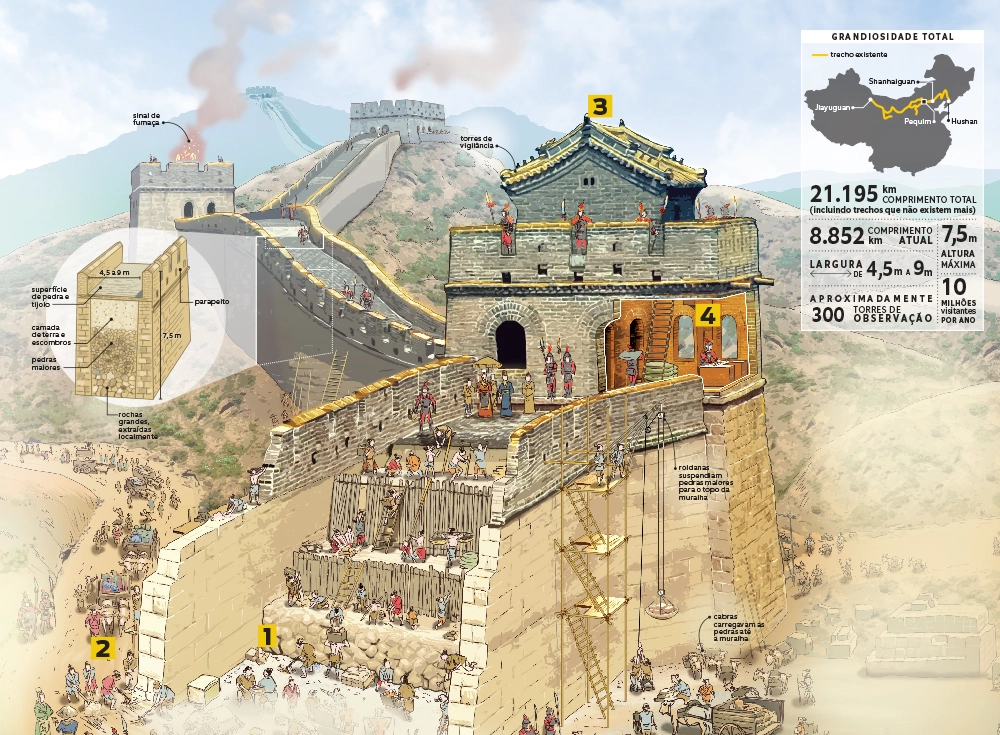 GRANDIOSIDADE TOTAL
trecho existente
Shanhaiguan
Jiayuguan
Pequim
Hushan
21.195 km
COMPRIMENTO TOTAL
(incluindo trechos que não existem mais)
8.852 km
COMPRIMENTO
ATUAL
7,5m
ALTURA
MÁXIMA
LARGURA
DE 4,5m A 9m
10
MILHÕES
visitantes
POR ANO
APROXIMADAMENTE
300 TORRES DE
OBSERVAÇÃO
3
sinal de
fumaça
torres de
vigilância
4
4,5 a 9 m
superfície
de pedra e
tijolo
parapeito
camada
de terra e
escombros
7,5 m
pedras
maiores
rochas
grandes,
extraídas
localmente
roldanas
suspendiam
pedras maiores
para o topo da
muralha
cabras
carregavam as
pedras até
a muralha
1
2